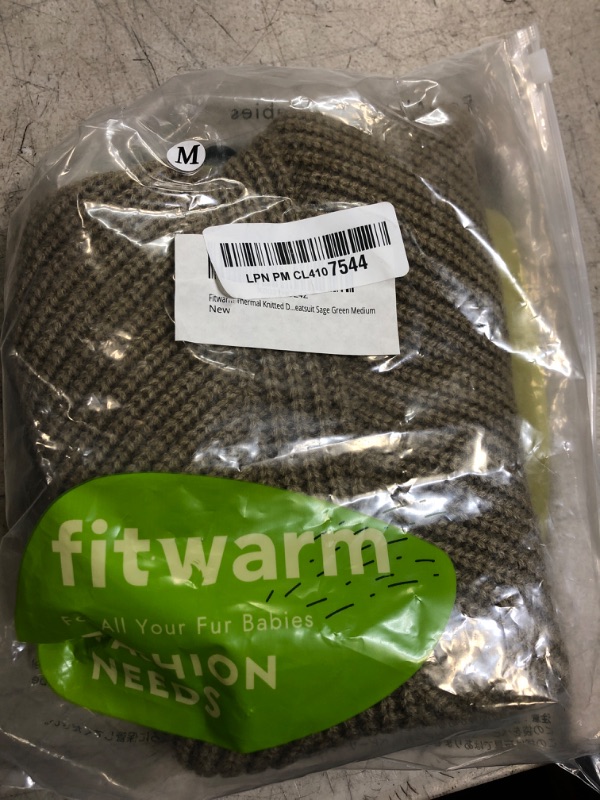 M
LPN PM CL410 7544
Fitwarm Thermal Knitted D...eatsuit Sage Green Medium
New
fitwarm
All Your Fur Babies
FASHION
NEEDS